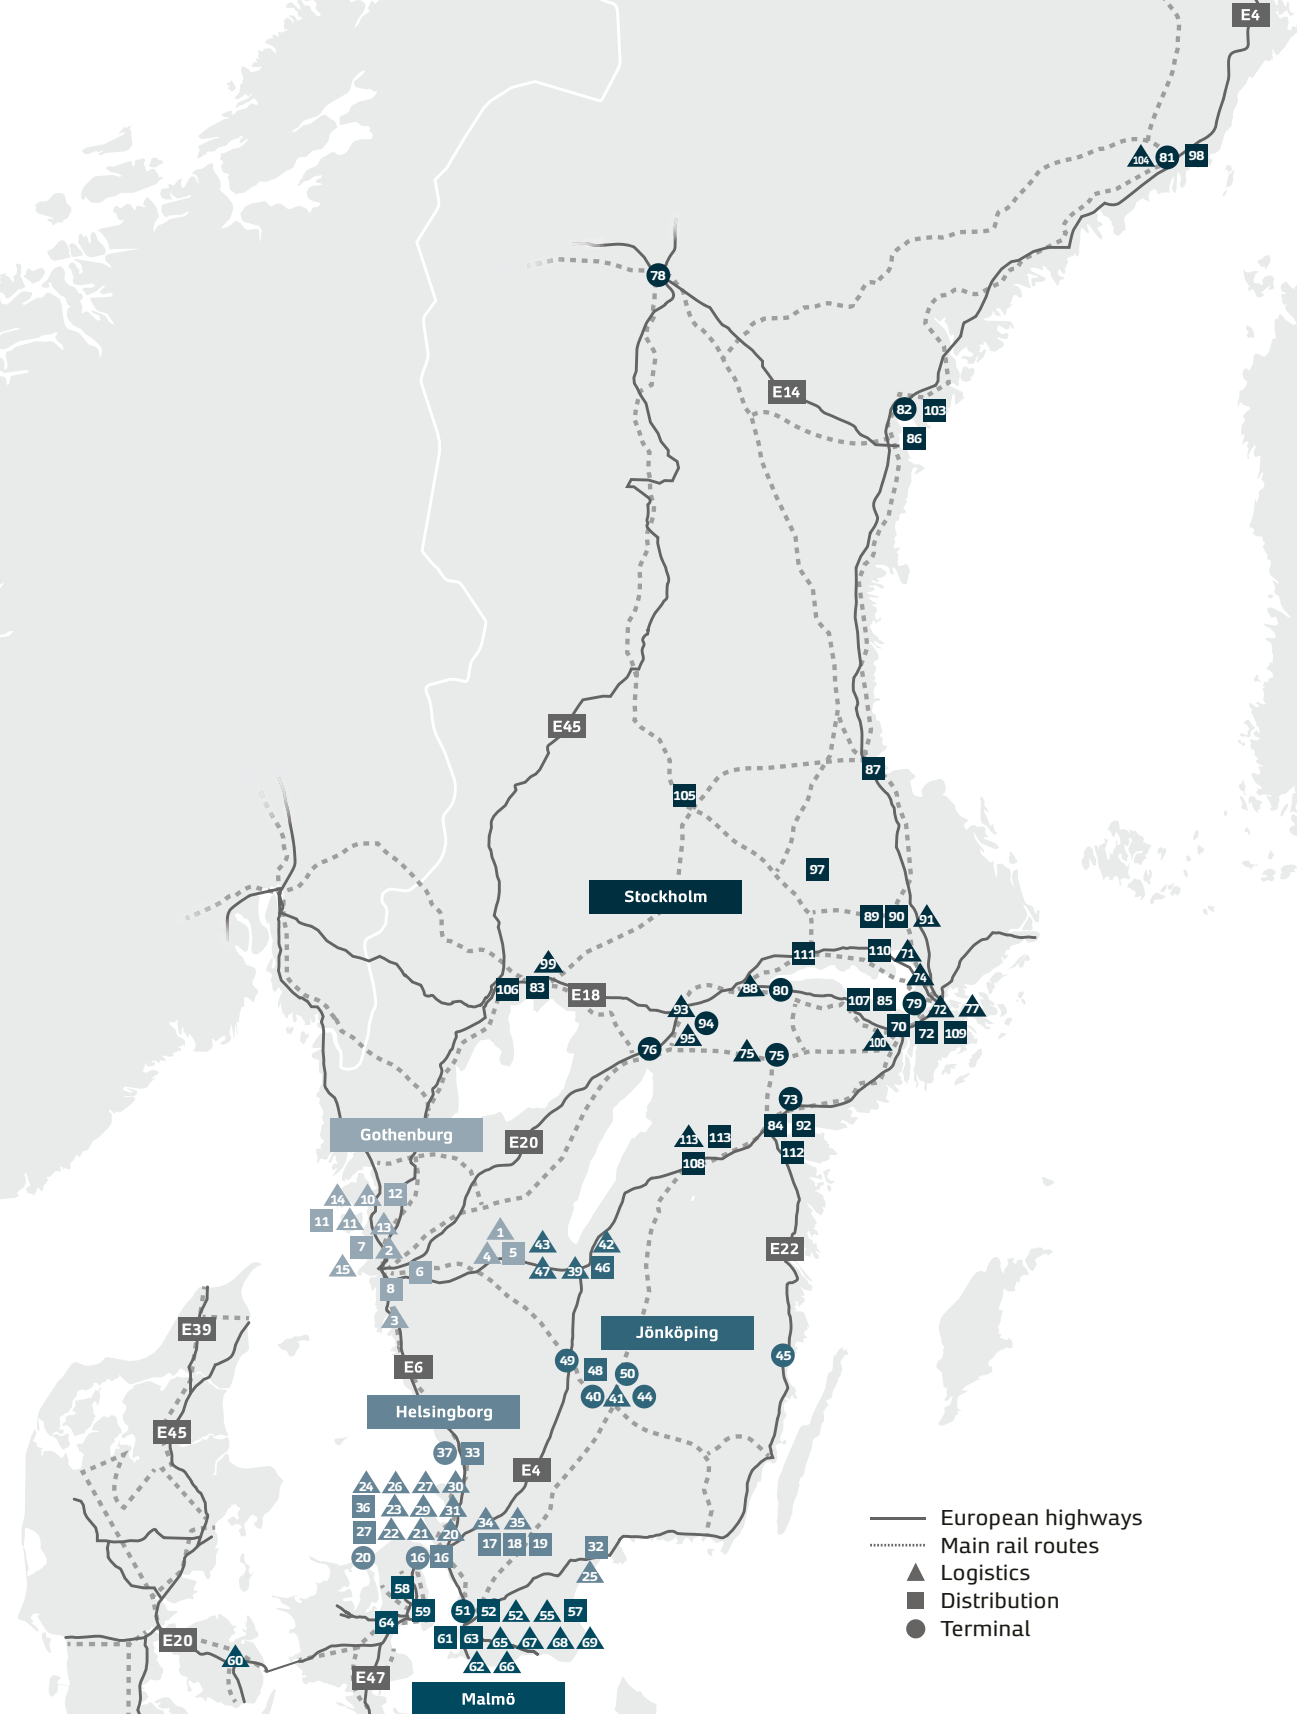 E4
104 81 98
78
E14
82 103
86
E45
87
105
97
Stockholm
89 90 91
111 110 71
99
74
106 83 E18
88 80
107 85 79 72 77
93
94
95
70 72 109
100
76 75 75
73
84 92
113 113
112
108
Gothenburg
E20
14 10 12
11 11 13
7 2
15
1
4 5
6
8
3
43 42
47 39 46
E22
E39
Jönköping
45
49 48 50
40 41 44
E6
Helsingborg
E45
37 33
E4
24 26 27 30
36 23 29 31
27 22 21 20
34 35
17 18 19
20 16 16
32
25
58
59
64
51 52 52 55 57
61 63 65 67 68 69
62 66
E20
60
E47
Malmö
European highways
Main rail routes
Logistics
Distribution
Terminal